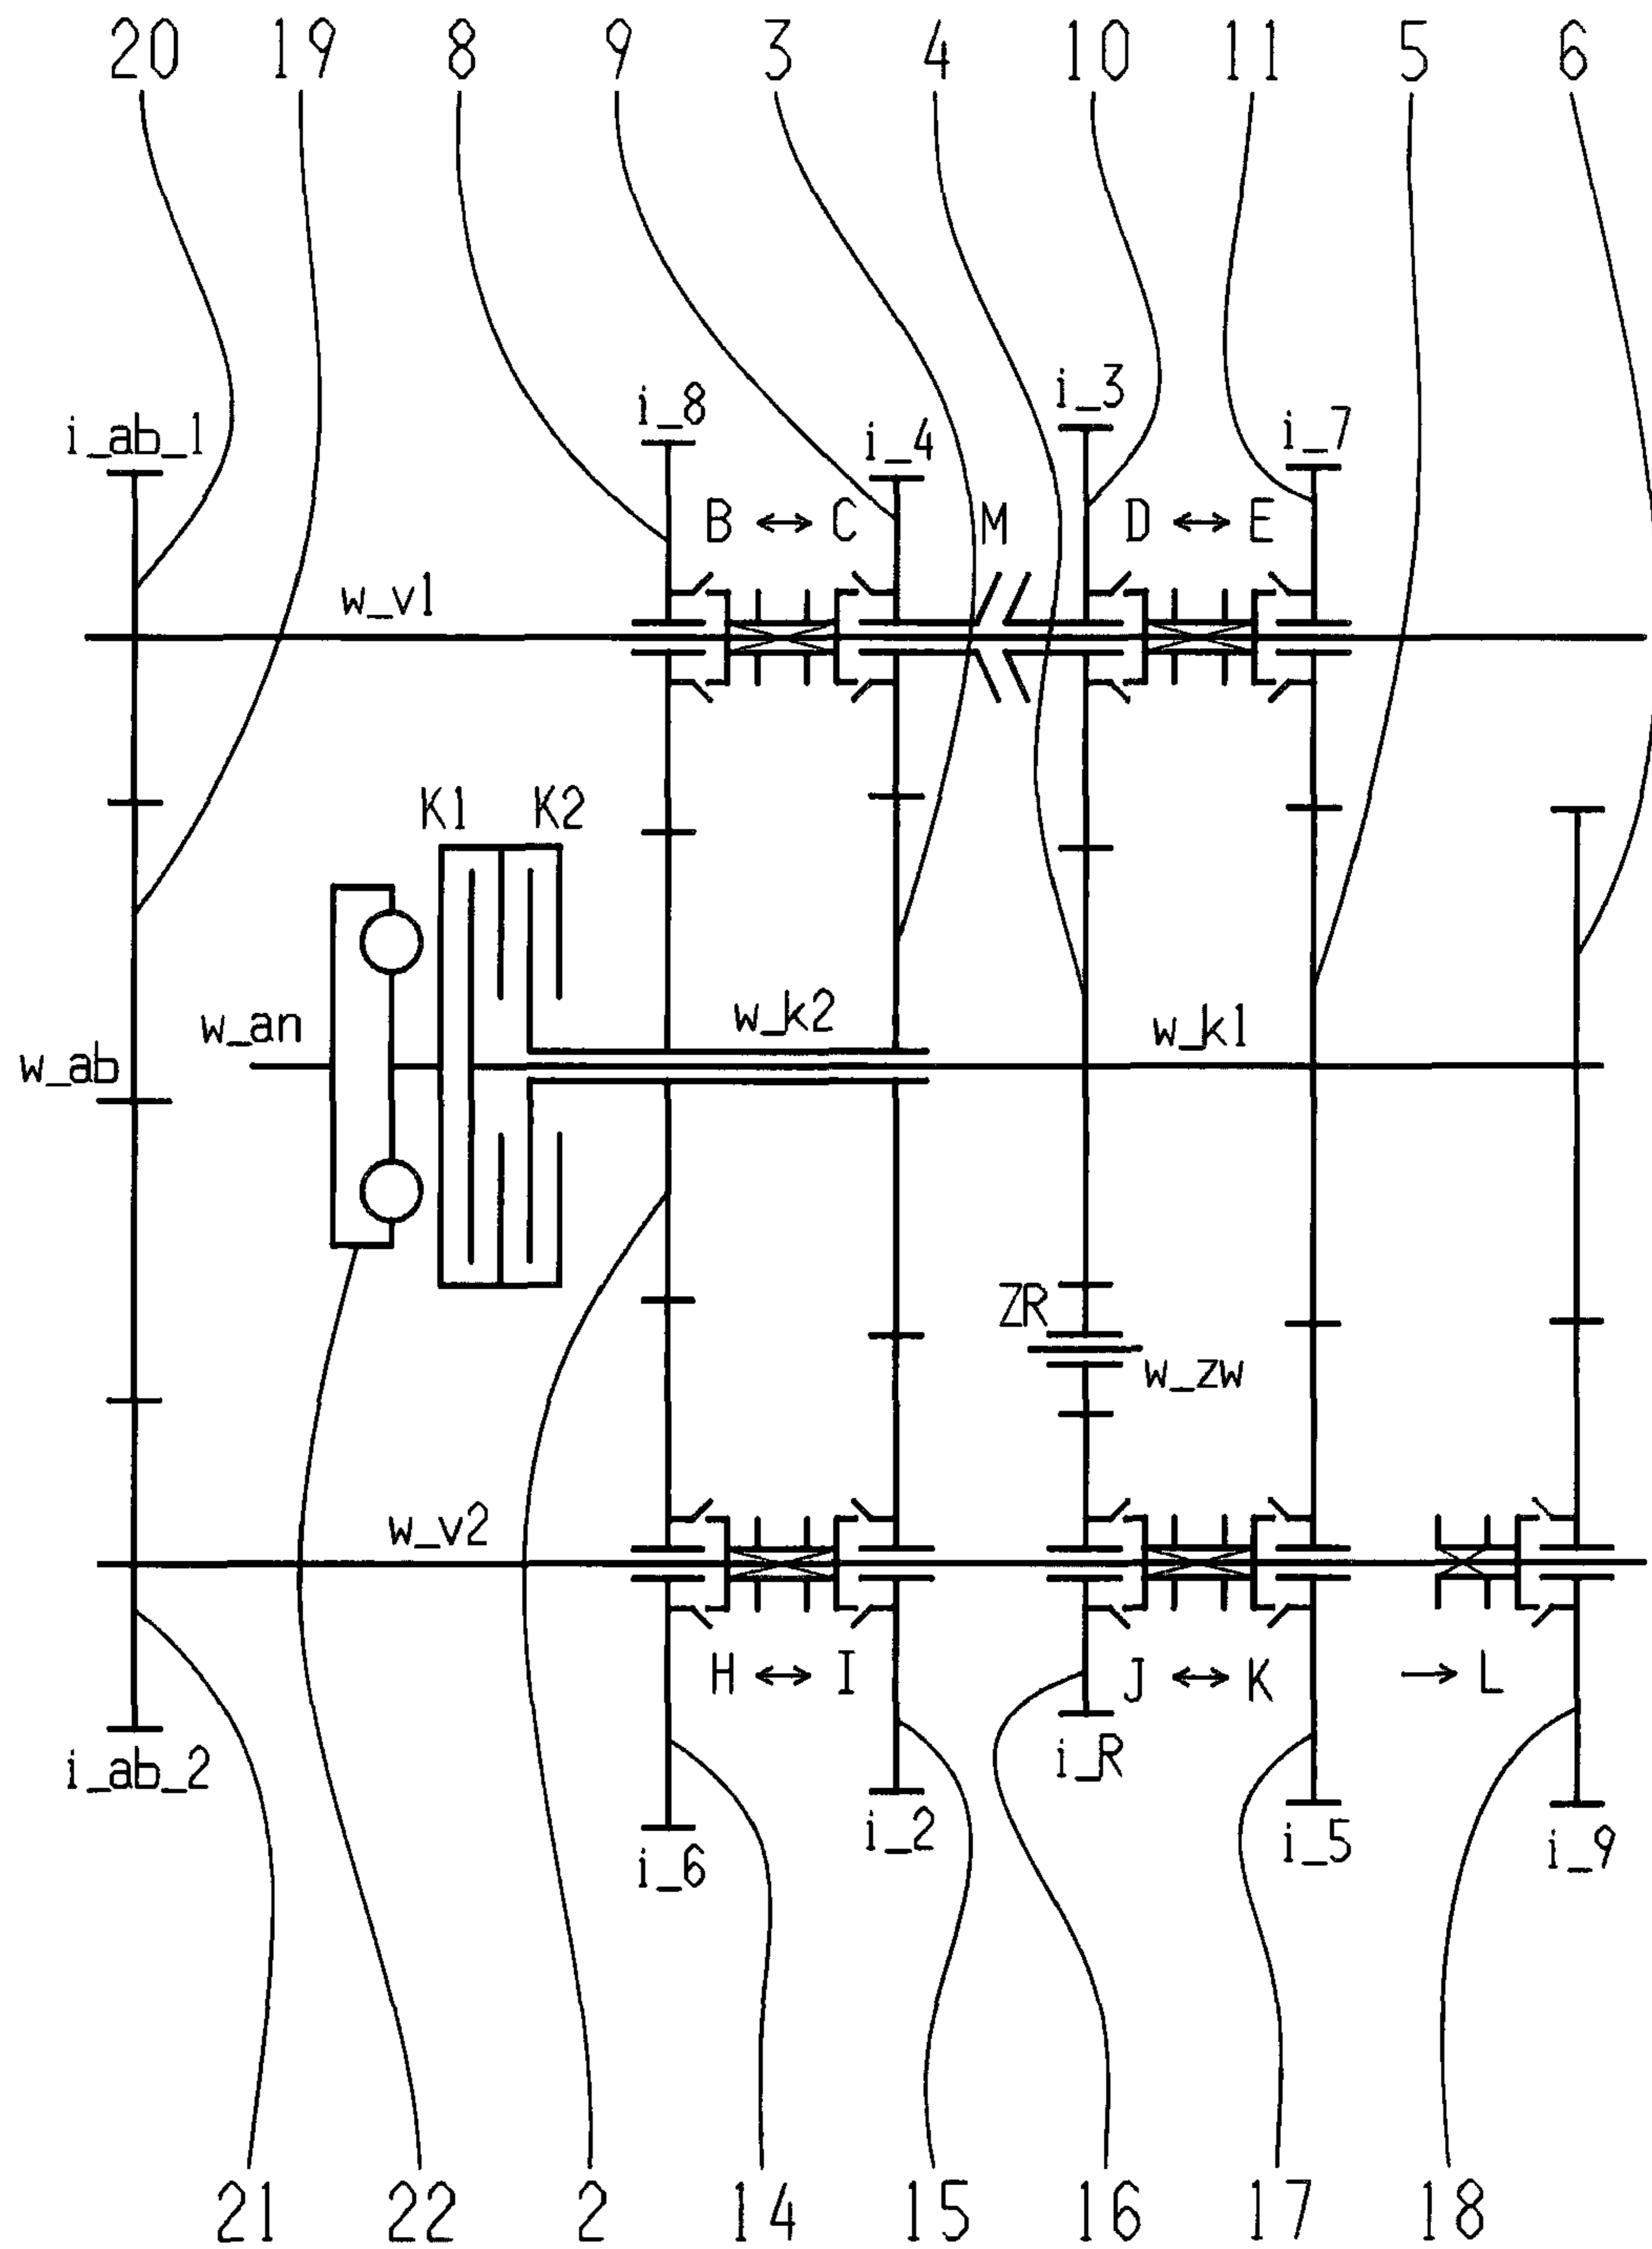 20 19 8 9 3 4 10 11 5 6
i_3
i_8
i_ab_1 i_4 i_7
B ↔ C M D ↔ E
w_v1
K1 K2
w_k2
w_an w_k1
w_ab
ZR
w_zw
w_v2
H ↔ I J ↔ K → L
i_ab_2 i_R
i_2 i_5 i_9
i_6
21 22 2 14 15 16 17 18